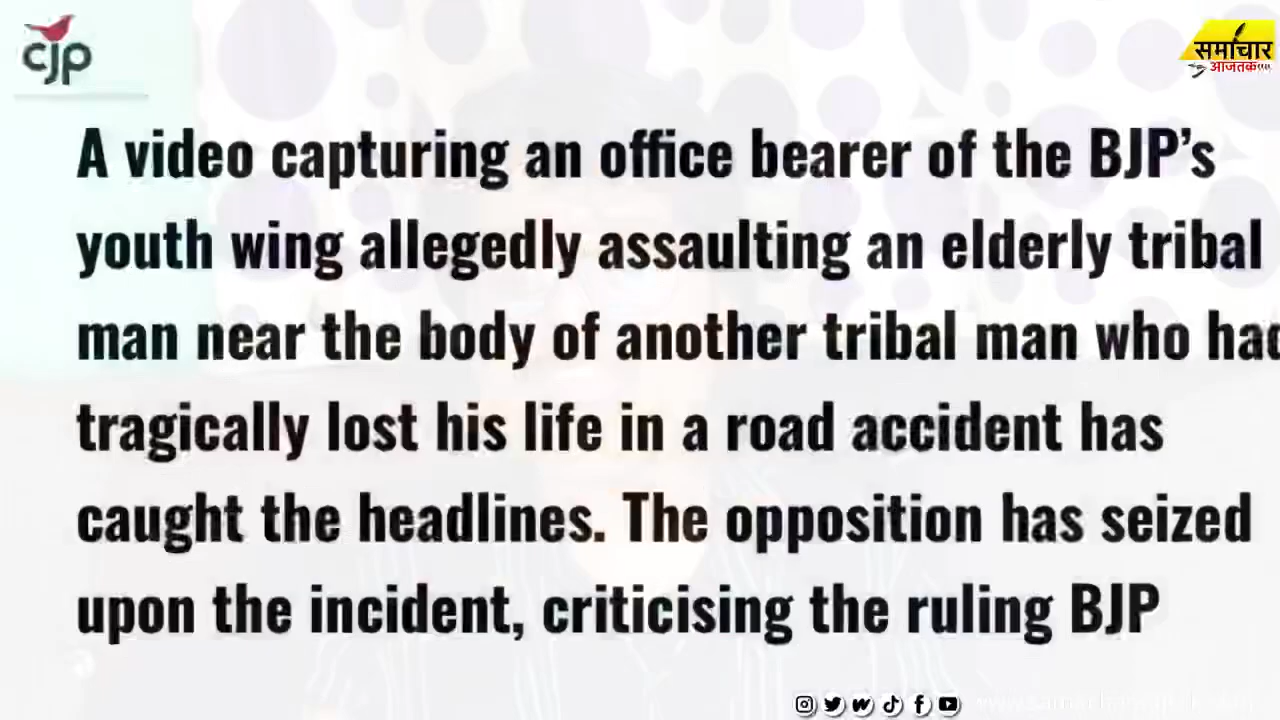 cjp
समाचार
आजतक
A video capturing an office bearer of the BJP’s
youth wing allegedly assaulting an elderly tribal
man near the body of another tribal man who had
tragically lost his life in a road accident has
caught the headlines. The opposition has seized
upon the incident, criticising the ruling BJP